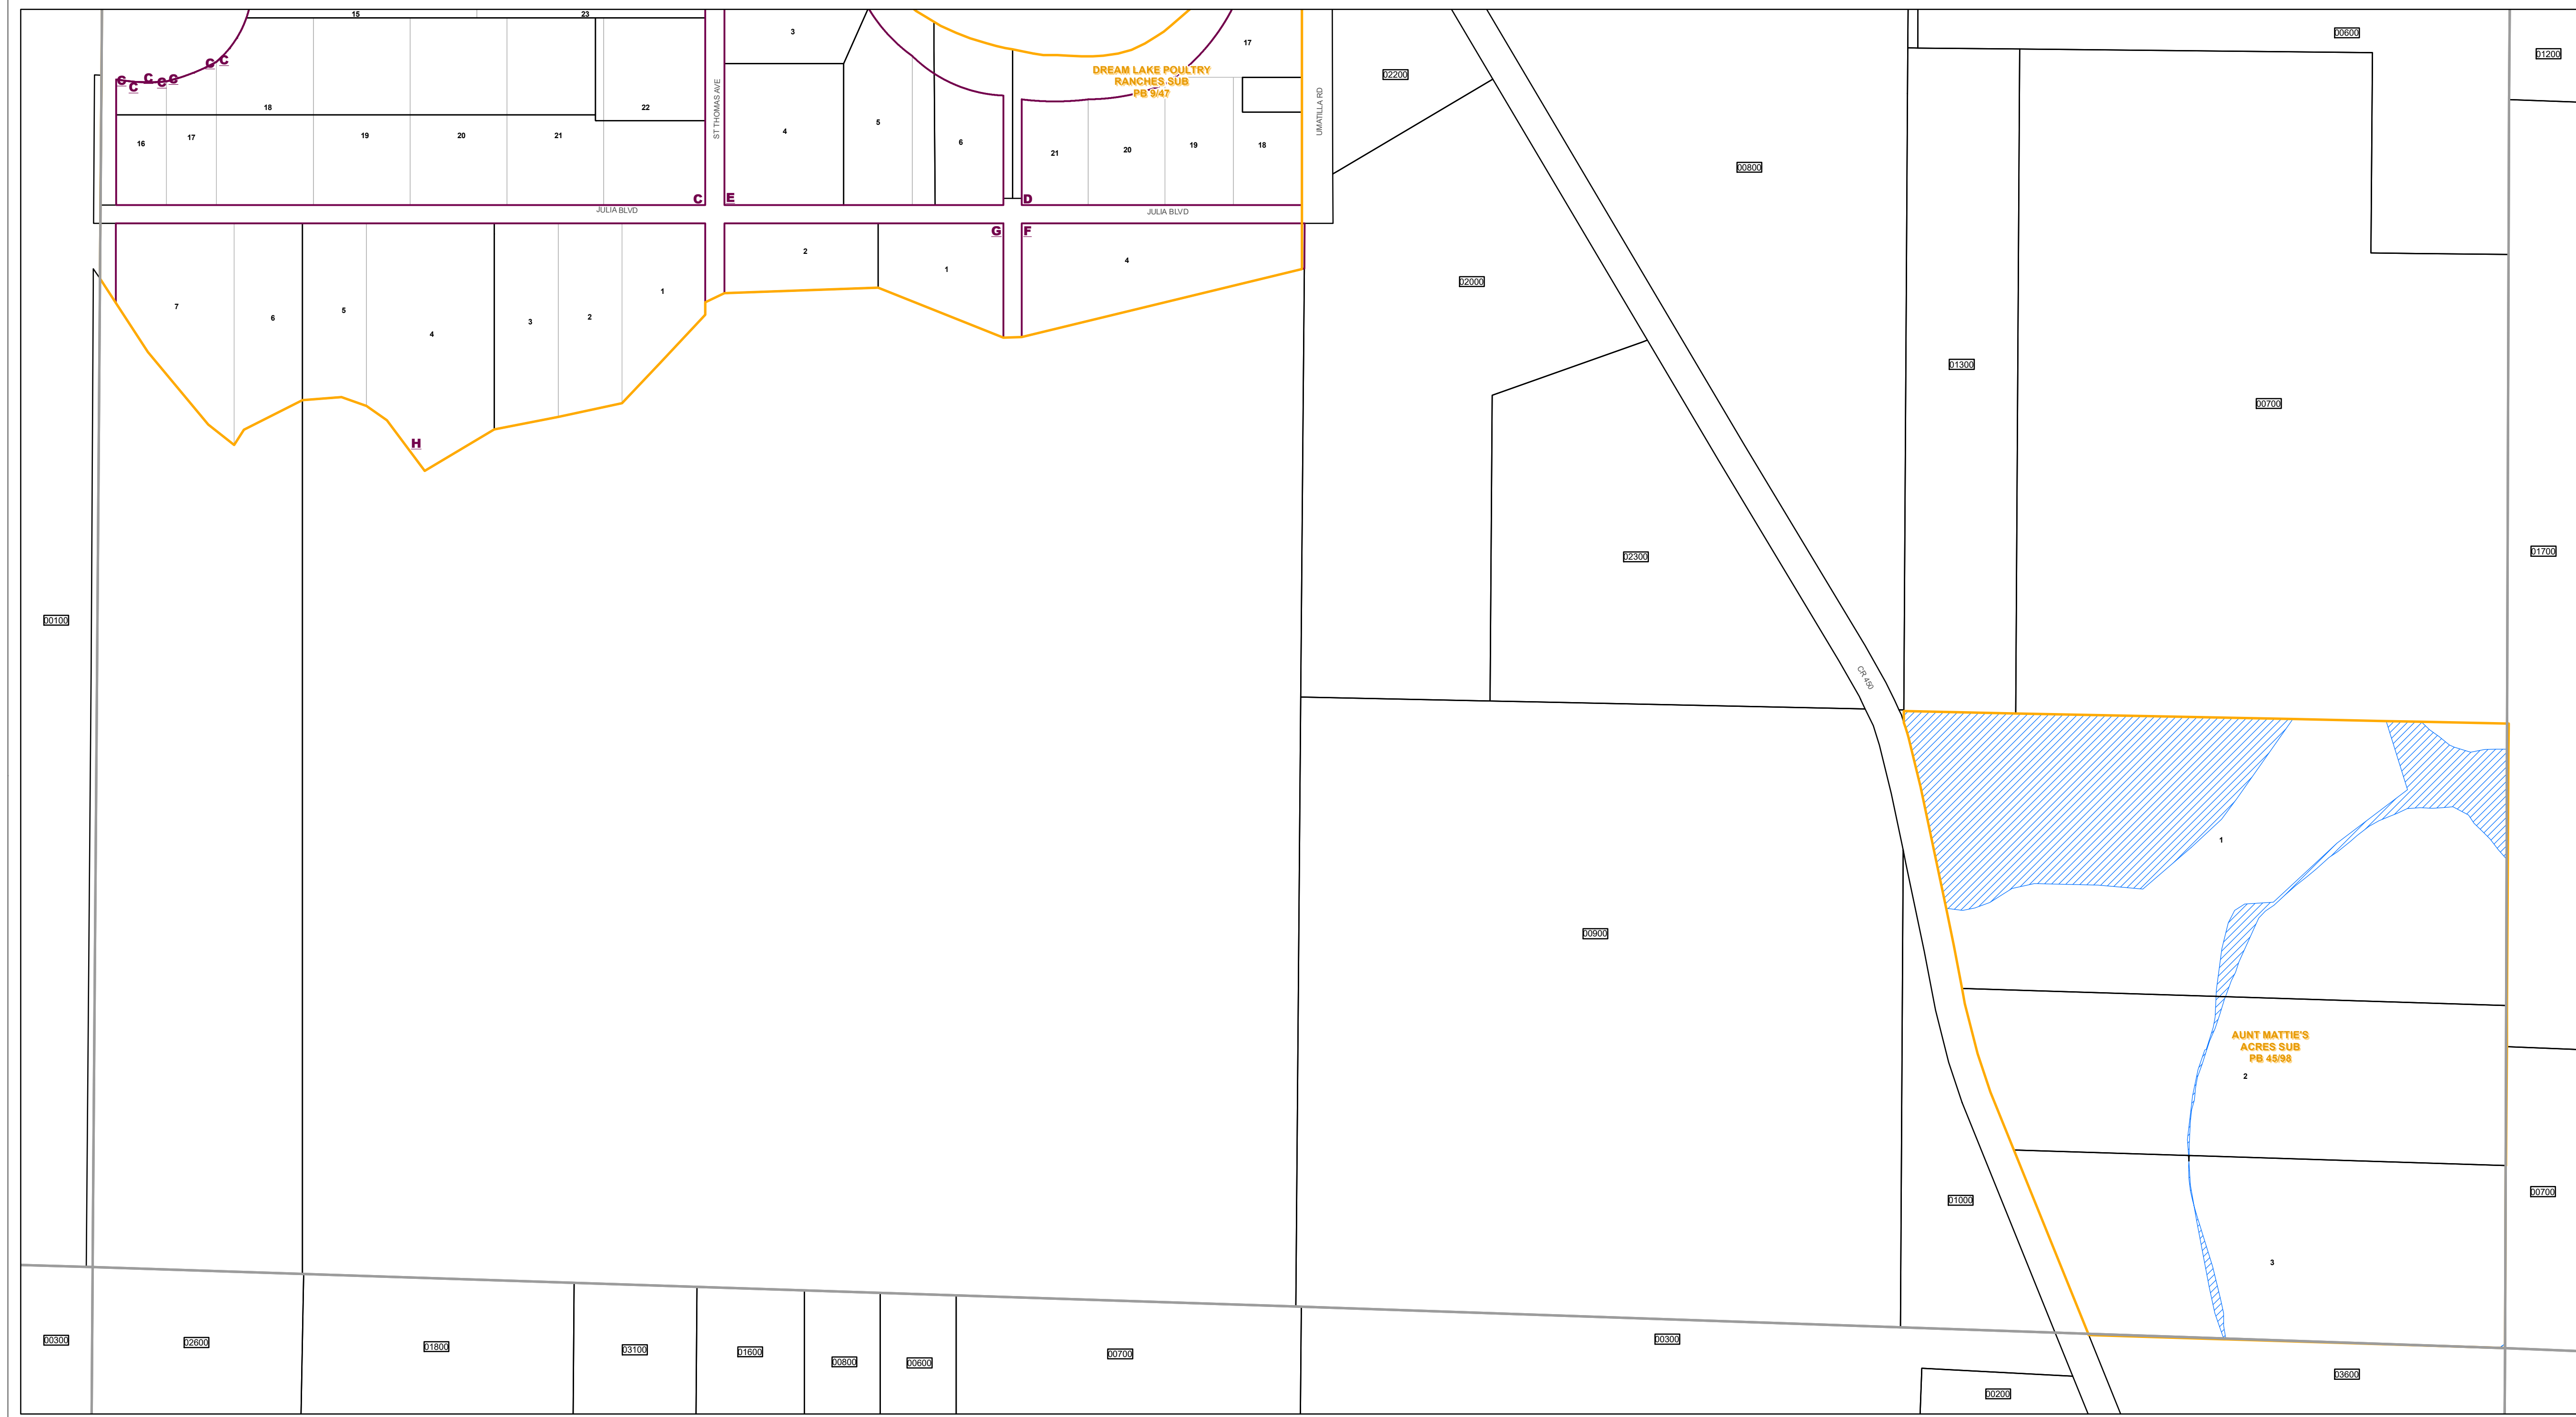 15
23
3
17
00600
01200
C
C
C
C
C
C
C
DREAM LAKE POULTRY
RANCHES SUB
PB 9/47
02200
18
22
ST THOMAS AVE
UMATILLA RD
16
17
19
20
21
4
5
6
21
20
19
18
00800
C
E
D
JULIA BLVD
JULIA BLVD
G
F
7
6
5
4
3
2
1
2
1
4
02000
01300
00700
H
00100
02300
01700
CR 450
1
00900
AUNT MATTIE'S
ACRES SUB
PB 45/98
2
01000
00700
3
00300
02600
01800
03100
01600
00800
00600
00700
00300
00200
03600